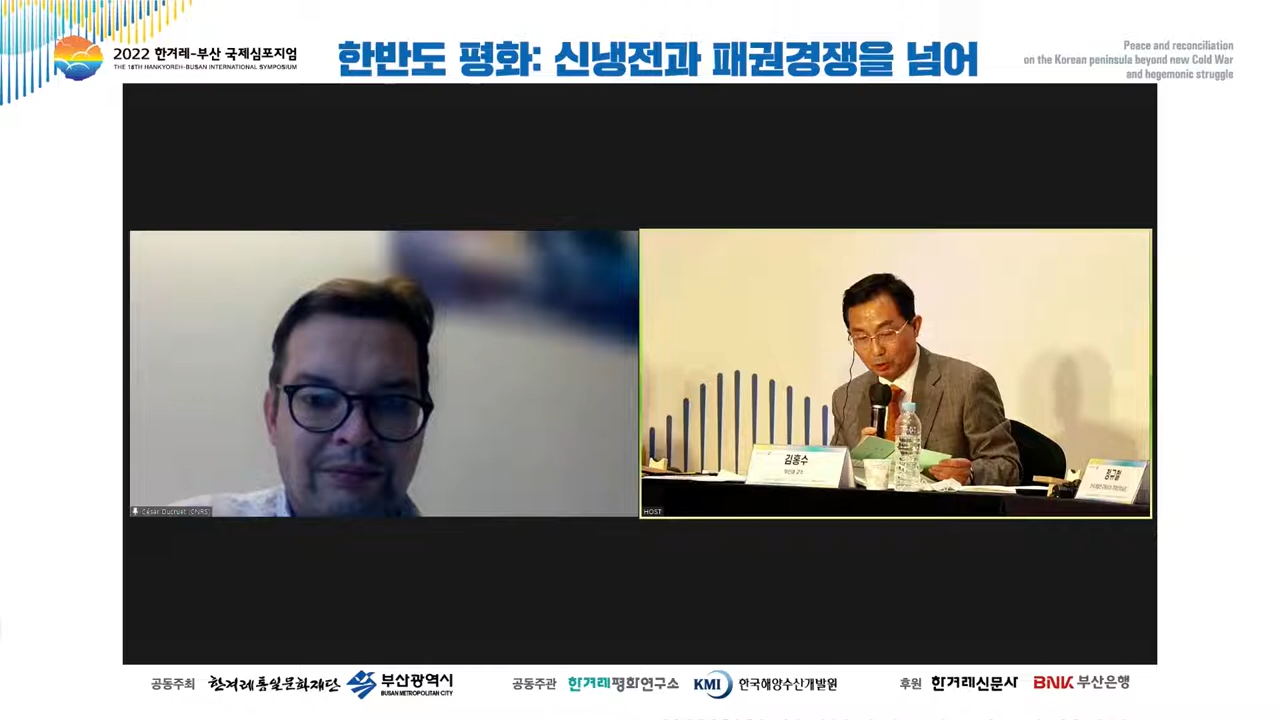 2022 한겨레-부산 국제심포지엄
THE 18TH HANKYOREH-BUSAN INTERNATIONAL SYMPOSIUM
한반도 평화: 신냉전과 패권경쟁을 넘어
Peace and reconciliation
on the Korean peninsula beyond new Cold War
and hegemonic struggle
César Ducruet (CNRS)
김홍수
HOST
공동주최 한겨레통일문화재단 부산광역시
BUSAN METROPOLITAN CITY
공동주관 한겨레평화연구소 KMI 한국해양수산개발원
후원 한겨레신문사 BNK 부산은행